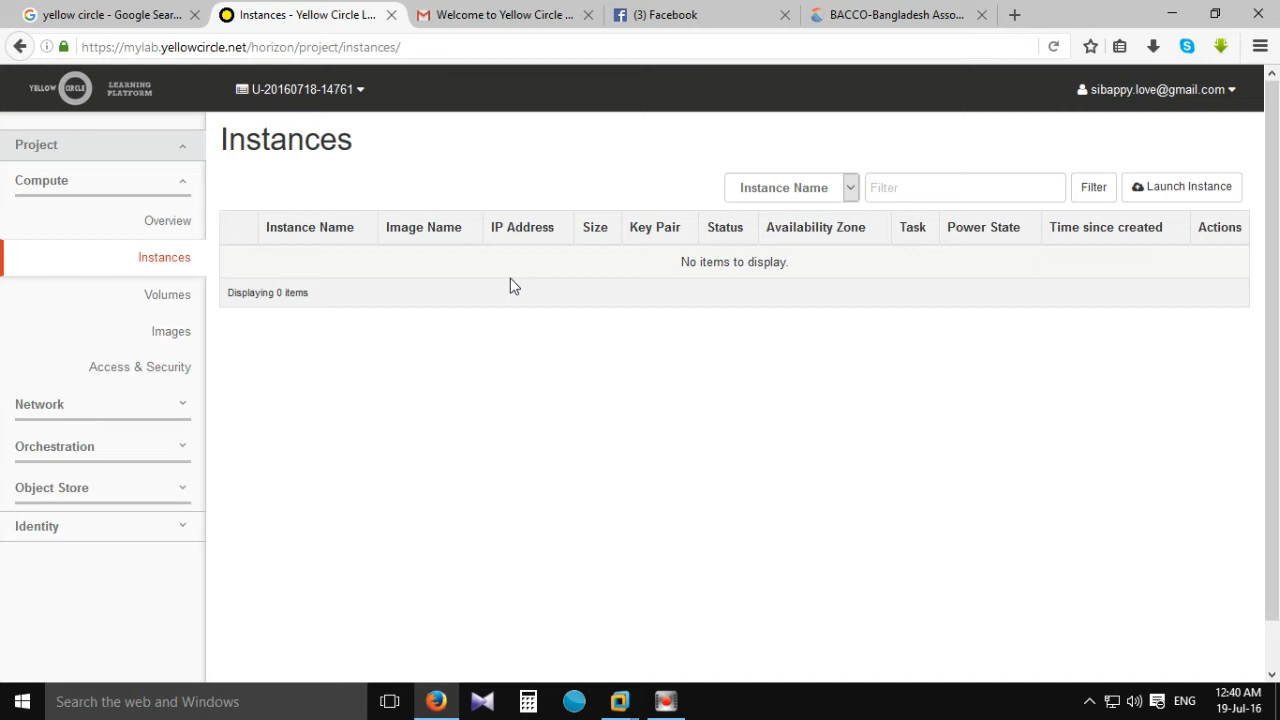 yellow circle - Google Sear...
Instances - Yellow Circle L...
Welcome to Yellow Circle ...
(3) Facebook
BACCO-Bangladesh Asso...
https://mylab.yellowcircle.net/horizon/project/instances/
YELLOW CIRCLE LEARNING PLATFORM
U-20160718-14761
sibappy.love@gmail.com
Project
Compute
Overview
Instances
Volumes
Images
Access & Security
Network
Orchestration
Object Store
Identity
Instances
Instance Name
Filter
Filter
Launch Instance
Instance Name Image Name IP Address Size Key Pair Status Availability Zone Task Power State Time since created Actions
No items to display.
Displaying 0 items
Search the web and Windows
ENG
12:40 AM
19-Jul-16